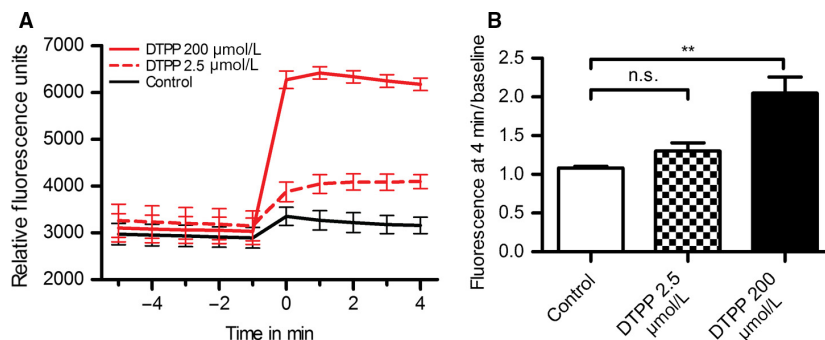 A
Relative fluorescence units
7000
6000
5000
4000
3000
2000
DTPP 200 µmol/L
DTPP 2.5 µmol/L
Control
−4
−2
0
2
4
Time in min
B
Fluorescence at 4 min/baseline
2.5
2.0
1.5
1.0
0.5
0.0
**
n.s.
Control
DTPP 2.5
µmol/L
DTPP 200
µmol/L